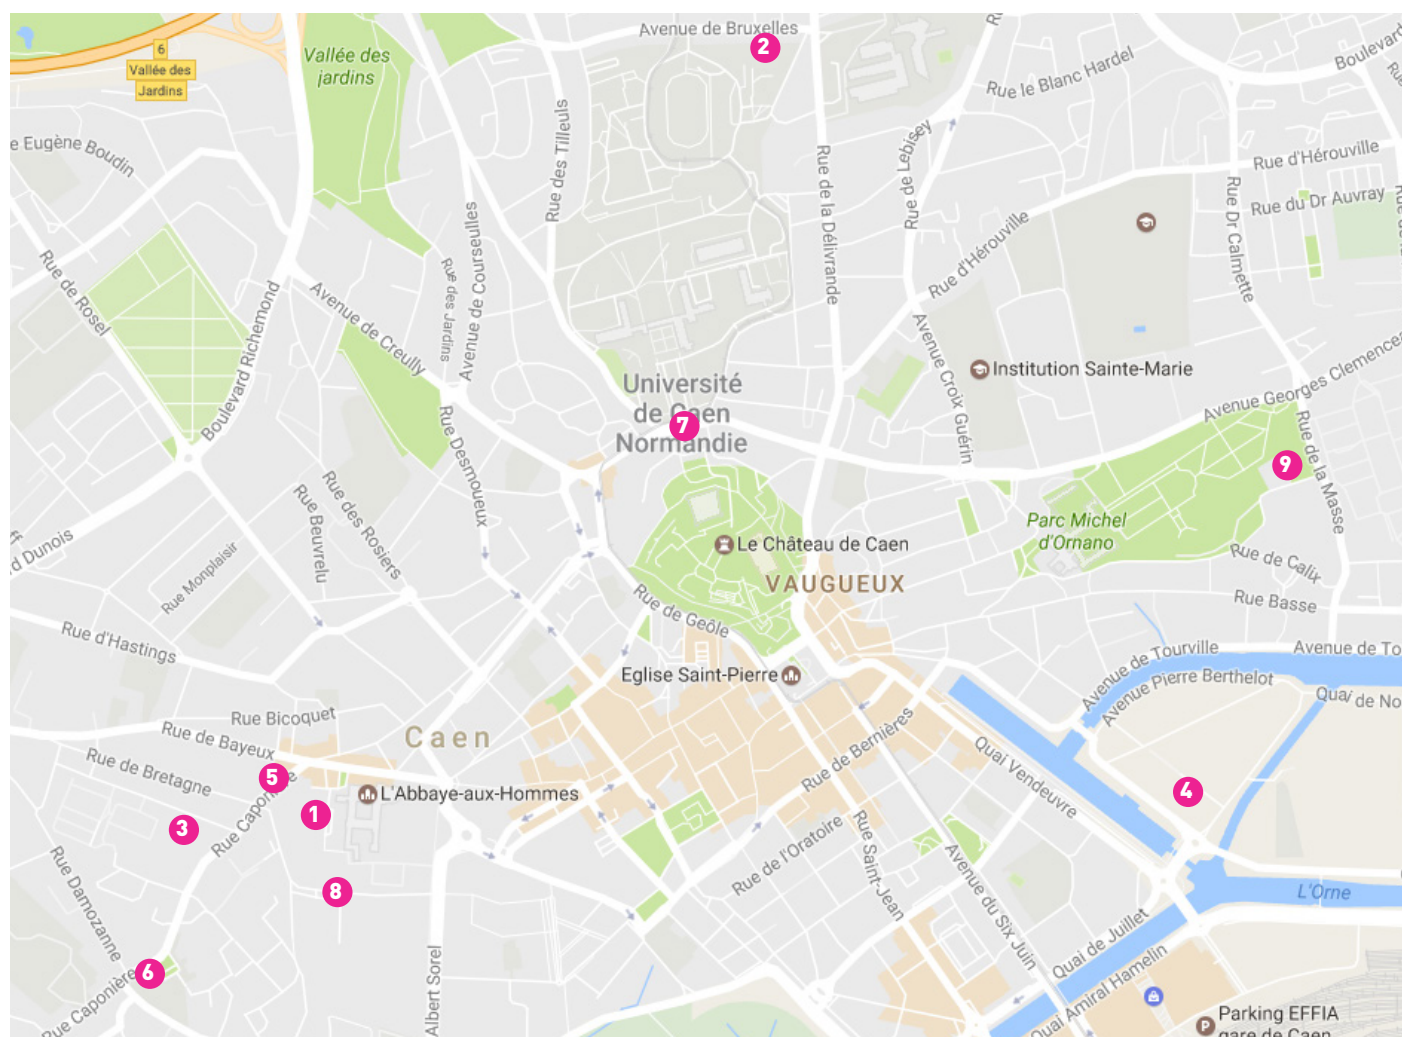 Avenue de Bruxelles
2
6
Vallée des
Jardins
Vallée des
jardins
Boulevard
Rue le Blanc Hardel
e Eugène Boudin
Rue des Tilleuls
Rue de Lebisey
Rue d'Hérouville
Rue de la Délivrande
Rue du Dr Auvray
Rue Dr Calmette
Avenue de Courseulles
Rue des Jardins
Rue de Rosel
Rue d'Hérouville
Avenue de Creully
Boulevard Richemond
Avenue Croix Guérin
Institution Sainte-Marie
Avenue Georges Clemence
Université
de Caen
Normandie
7
Rue Desmoueux
9
Rue de la Masse
Rue des Rosiers
Rue Beuvrelu
Parc Michel
d'Ornano
d Dunois
Le Château de Caen
VAUGUEUX
Rue Monplaisir
Rue de Calix
Rue Basse
Rue de Geôle
Rue d'Hastings
Avenue de Tourville
Avenue de To
Eglise Saint-Pierre
Avenue Pierre Berthelot
Quai de No
Rue Bicoquet
Caen
Rue de Bernières
Rue de Bayeux
Quai Vendeuvre
Rue de Bretagne
5
Rue Caponière
L'Abbaye-aux-Hommes
4
1
3
Rue de l'Oratoire
Rue Saint-Jean
Avenue du Six Juin
Rue Damozanne
8
L'Orne
Quai de Juillet
6
Rue Caponière
Albert Sorel
Quai Amiral Hamelin
P
Parking EFFIA
gare de Caen